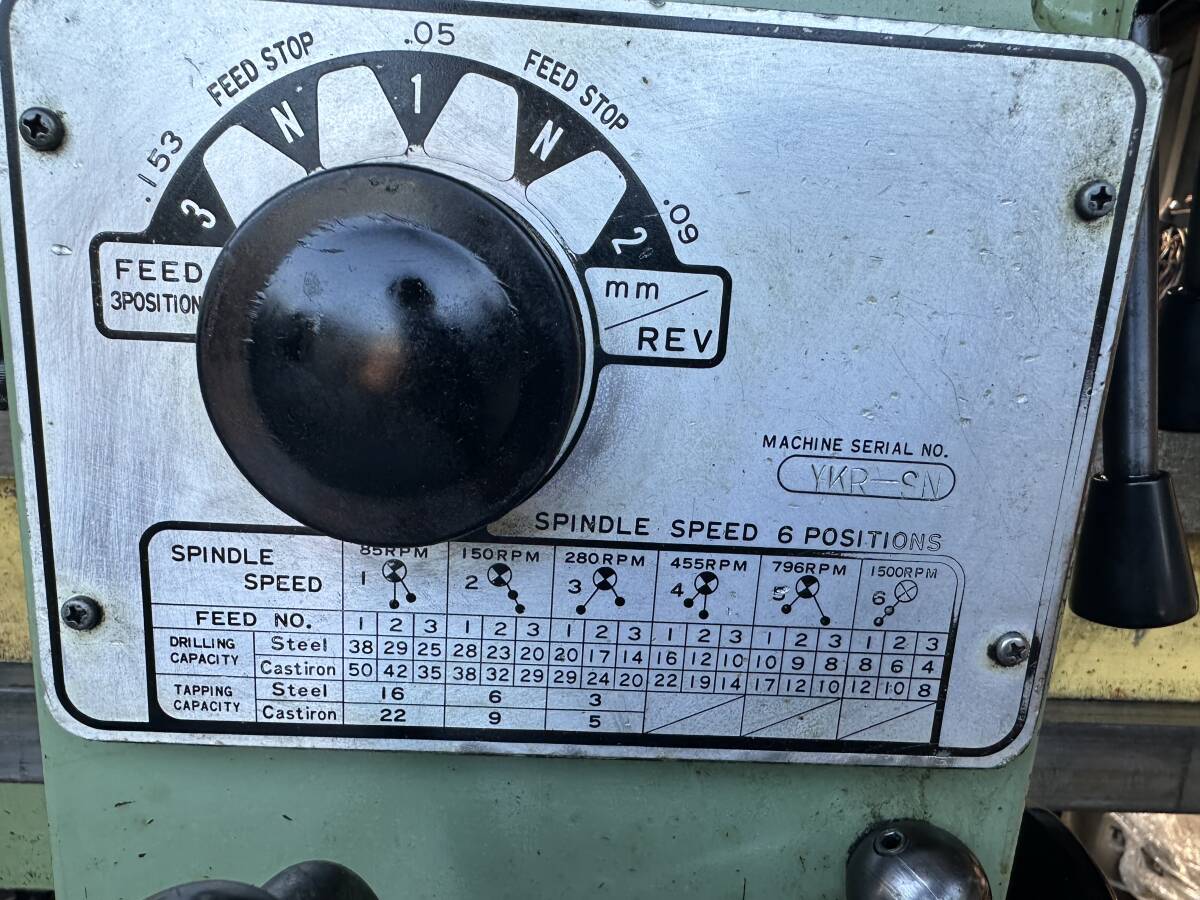 .05
FEED STOP
FEED STOP
.153
N
1
N
.09
3
2
FEED
3POSITION
mm
REV
MACHINE SERIAL NO.
YKR-SN
SPINDLE SPEED 6 POSITIONS
SPINDLE SPEED 85RPM 150RPM 280RPM 455RPM 796RPM 1500RPM
1 2 3 4 5 6
FEED NO. 1 2 3 1 2 3 1 2 3 1 2 3 1 2 3 1 2 3
DRILLING CAPACITY Steel 38 29 25 28 23 20 20 17 14 16 12 10 10 9 8 8 6 4
Castiron 50 42 35 38 32 29 29 24 20 22 19 14 17 12 10 12 10 8
TAPPING CAPACITY Steel 16 6 3
Castiron 22 9 5